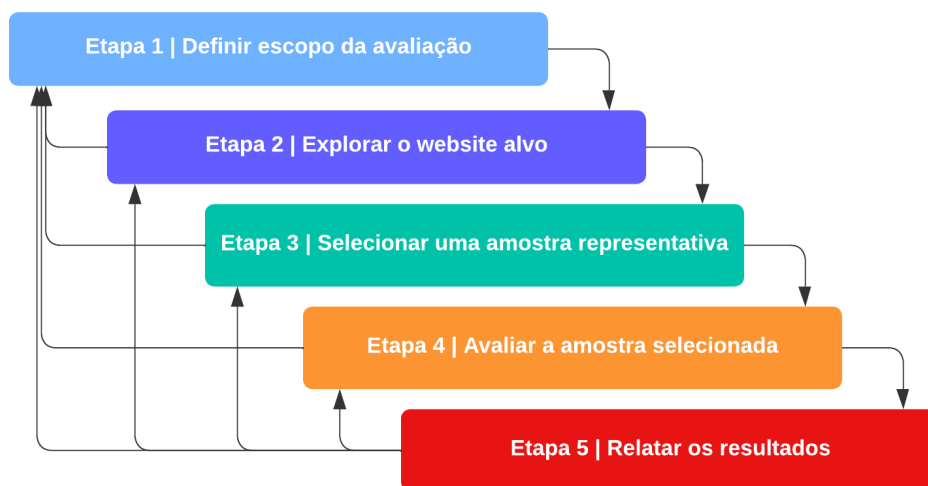 Etapa 1 | Definir escopo da avaliação
Etapa 2 | Explorar o website alvo
Etapa 3 | Selecionar uma amostra representativa
Etapa 4 | Avaliar a amostra selecionada
Etapa 5 | Relatar os resultados